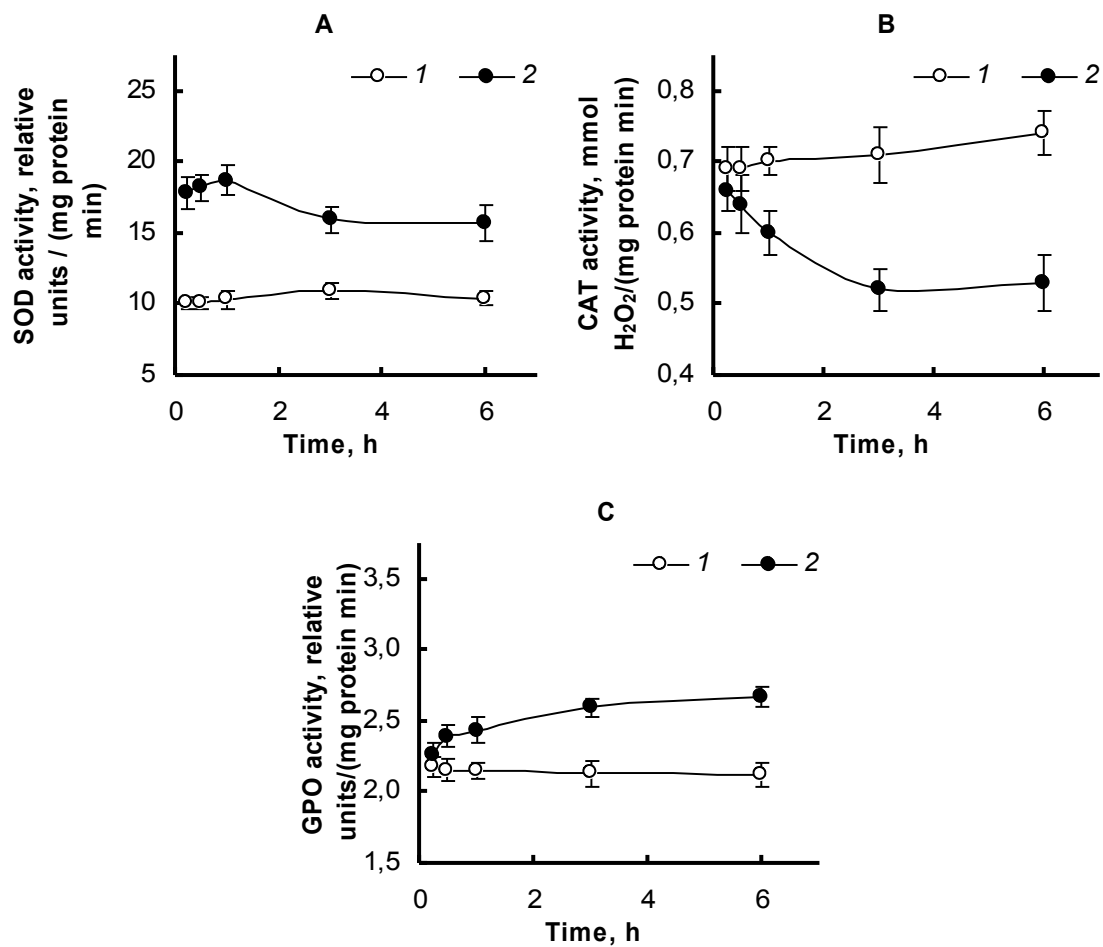 A
1 2
SOD activity, relative
units / (mg protein
min)
25
20
15
10
5
0 2 4 6
Time, h
B
1 2
CAT activity, mmol
H₂O₂/(mg protein min)
0,8
0,7
0,6
0,5
0,4
0 2 4 6
Time, h
C
1 2
GPO activity, relative
units/(mg protein min)
3,5
3,0
2,5
2,0
1,5
0 2 4 6
Time, h